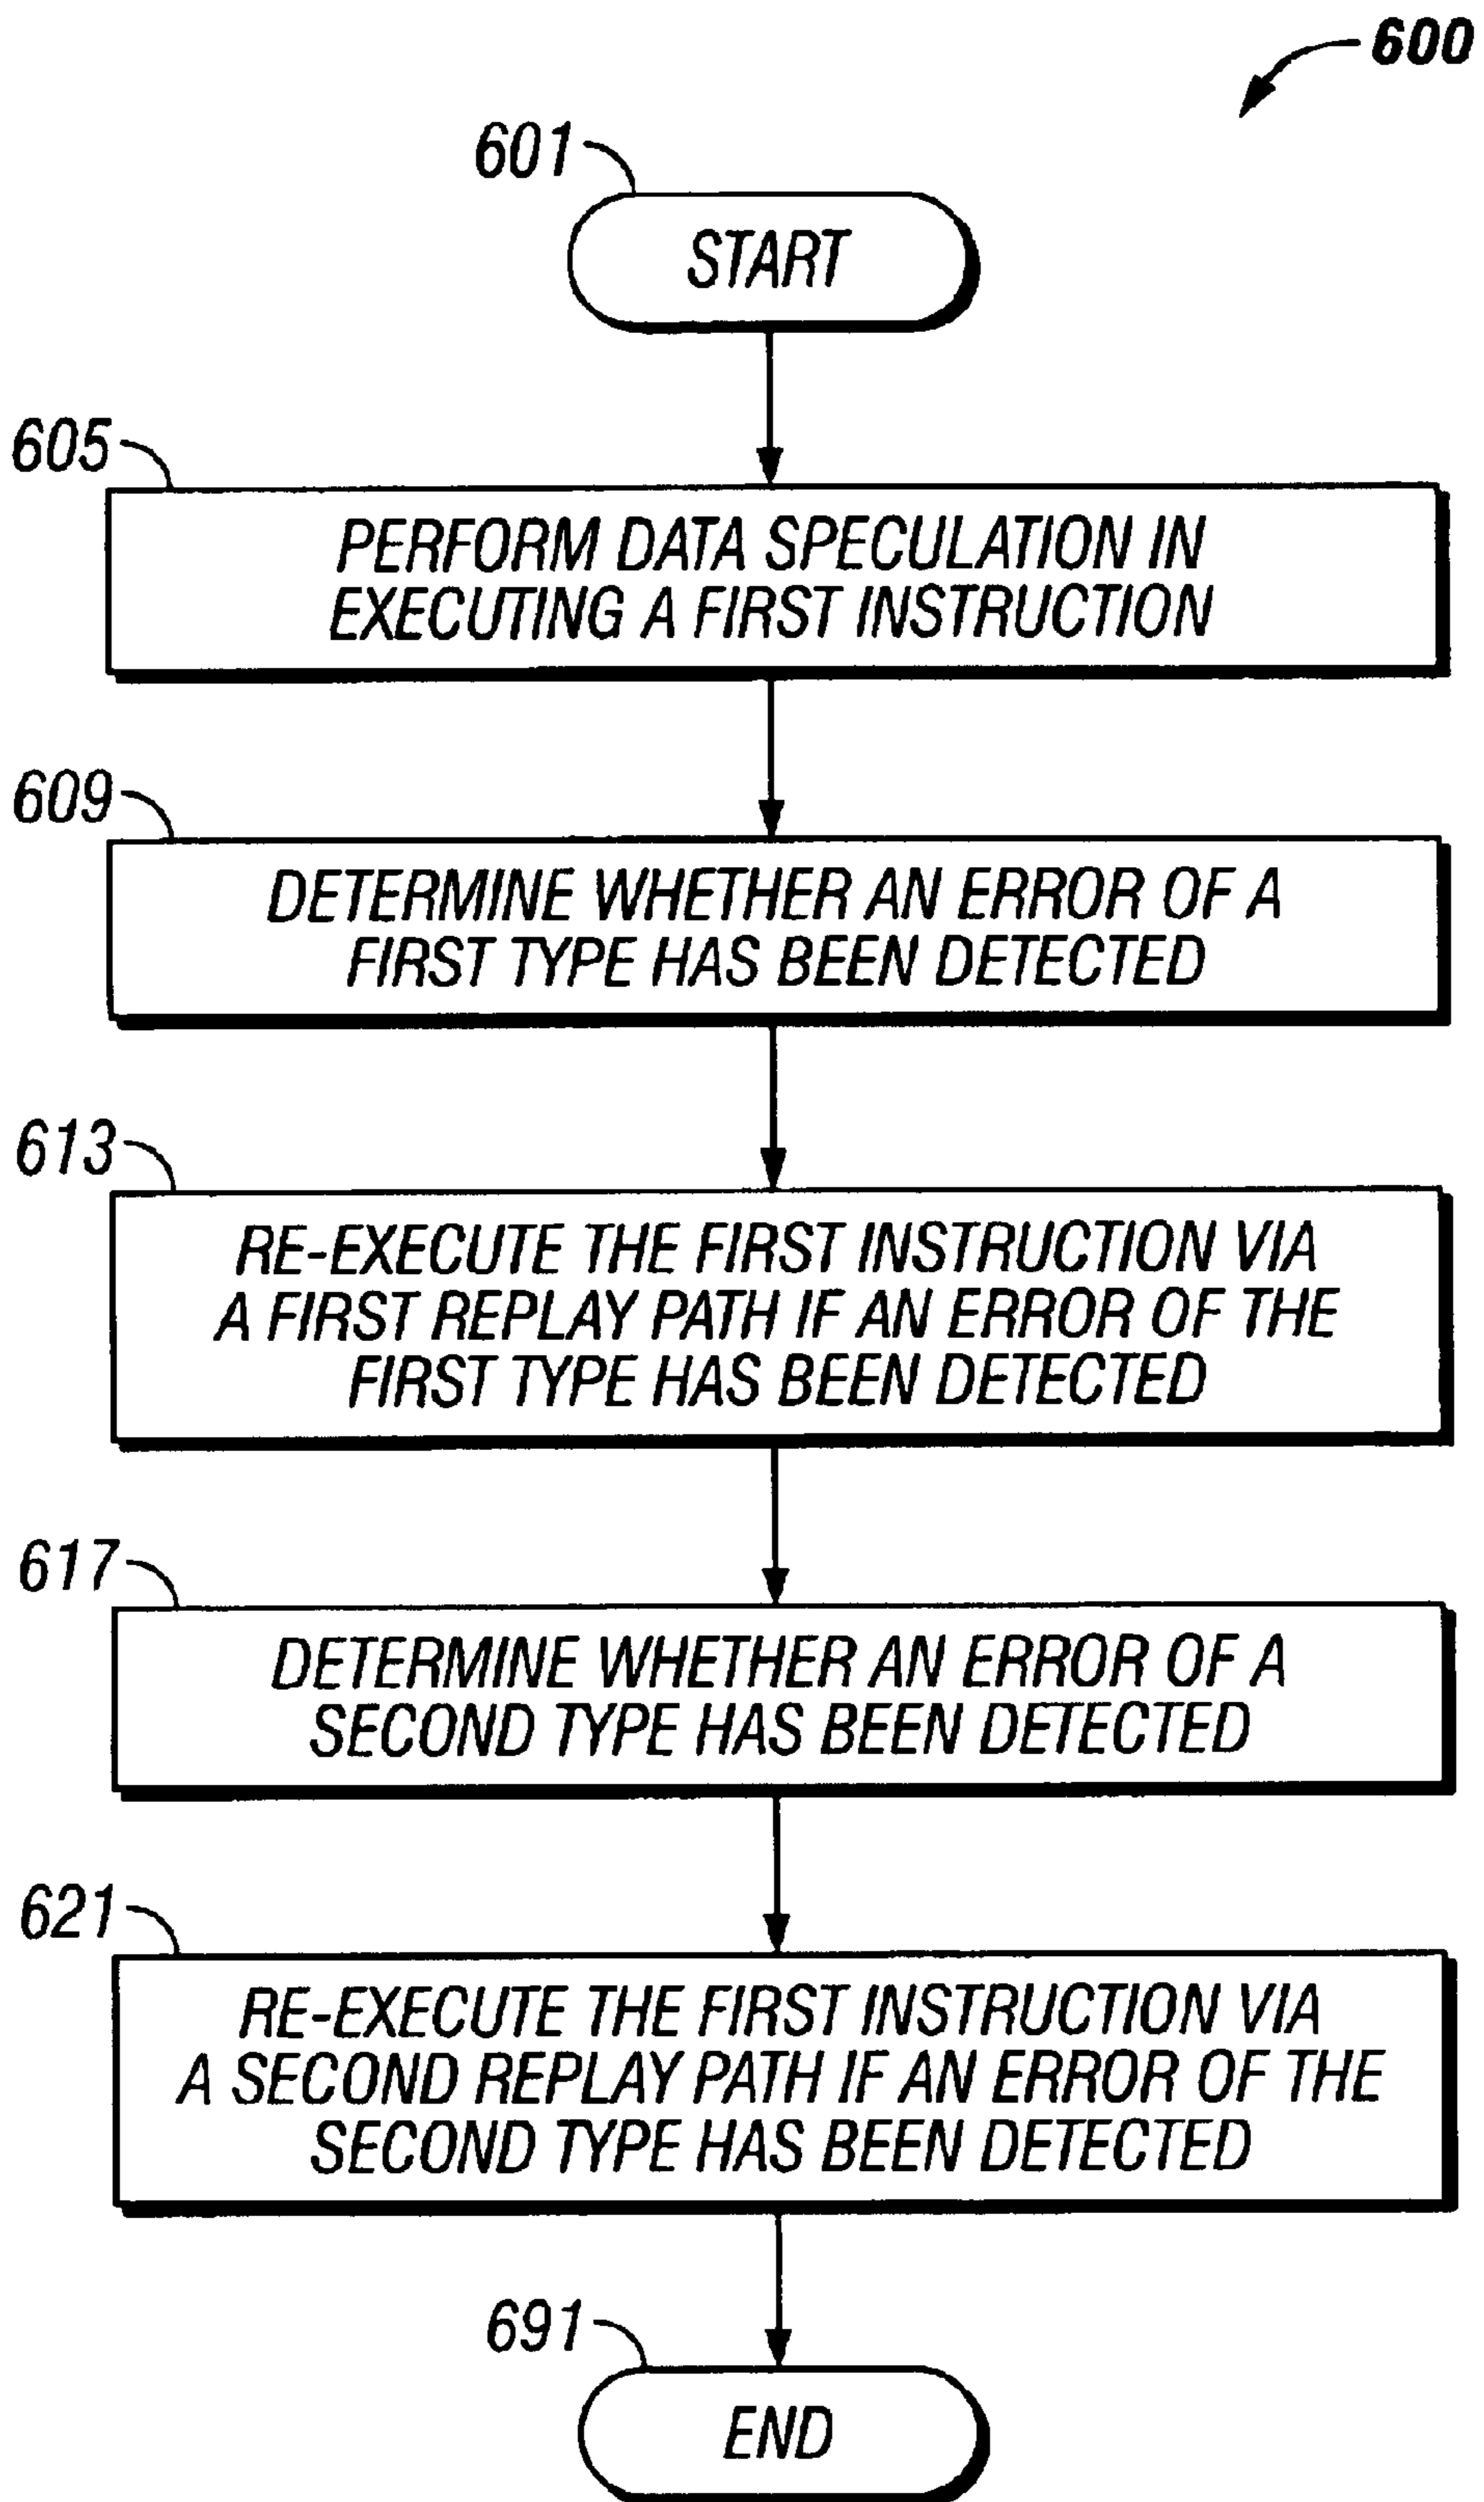 600
601
START
605
PERFORM DATA SPECULATION IN
EXECUTING A FIRST INSTRUCTION
609
DETERMINE WHETHER AN ERROR OF A
FIRST TYPE HAS BEEN DETECTED
613
RE-EXECUTE THE FIRST INSTRUCTION VIA
A FIRST REPLAY PATH IF AN ERROR OF THE
FIRST TYPE HAS BEEN DETECTED
617
DETERMINE WHETHER AN ERROR OF A
SECOND TYPE HAS BEEN DETECTED
621
RE-EXECUTE THE FIRST INSTRUCTION VIA
A SECOND REPLAY PATH IF AN ERROR OF THE
SECOND TYPE HAS BEEN DETECTED
691
END